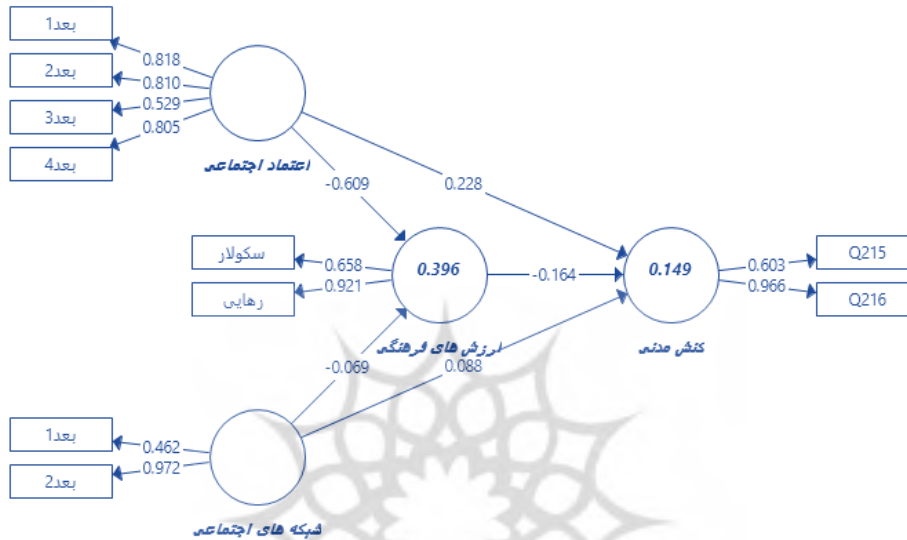 بعد1
بعد2
بعد3
بعد4
0.818
0.810
0.529
0.805
اعتماد اجتماعی
-0.609
0.228
سکولار
رهایی
0.658
0.921
0.396
ارزش های فرهنگی
-0.164
0.149
کنش مدنی
0.603
0.966
Q215
Q216
-0.069
0.088
بعد1
بعد2
0.462
0.972
شبکه های اجتماعی